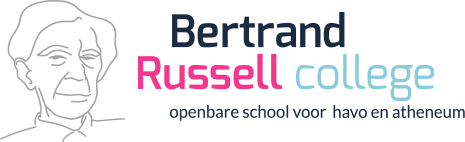 Bertrand
Russell college
openbare school voor havo en atheneum